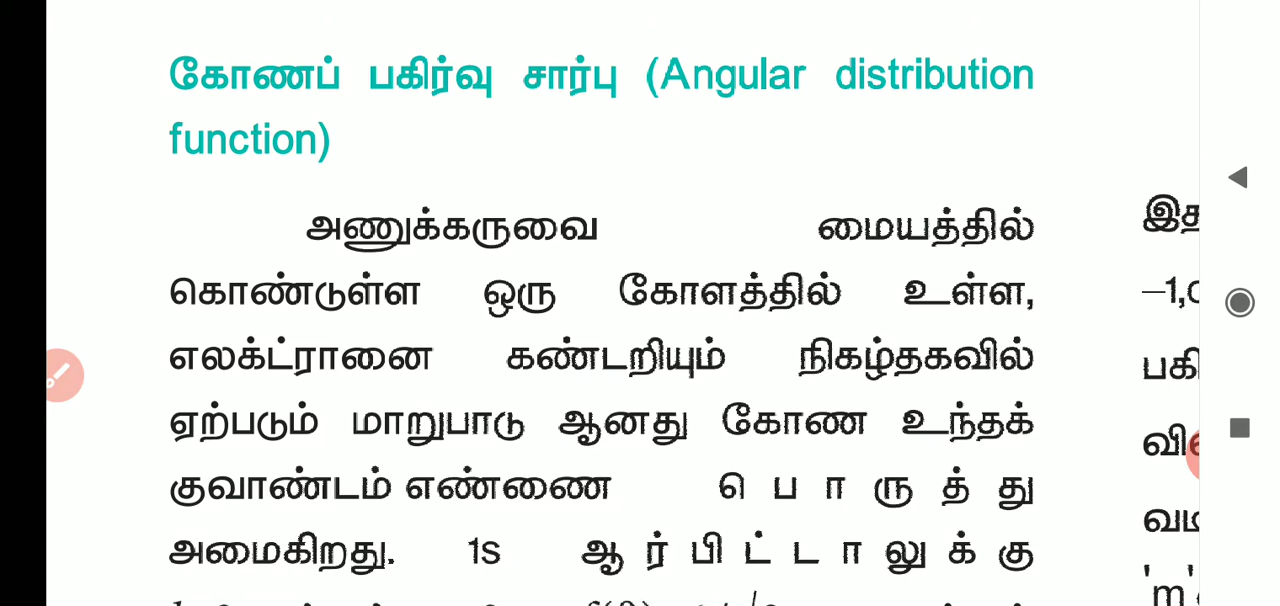 கோணப் பகிர்வு சார்பு (Angular distribution
function)
அணுக்கருவை மையத்தில்
கொண்டுள்ள ஒரு கோளத்தில் உள்ள,
எலக்ட்ரானை கண்டறியும் நிகழ்தகவில்
ஏற்படும் மாறுபாடு ஆனது கோண உந்தக்
குவாண்டம் எண்ணை பொருத்து
அமைகிறது. 1s ஆர்பிட்டாலுக்கு
–1,
'm'